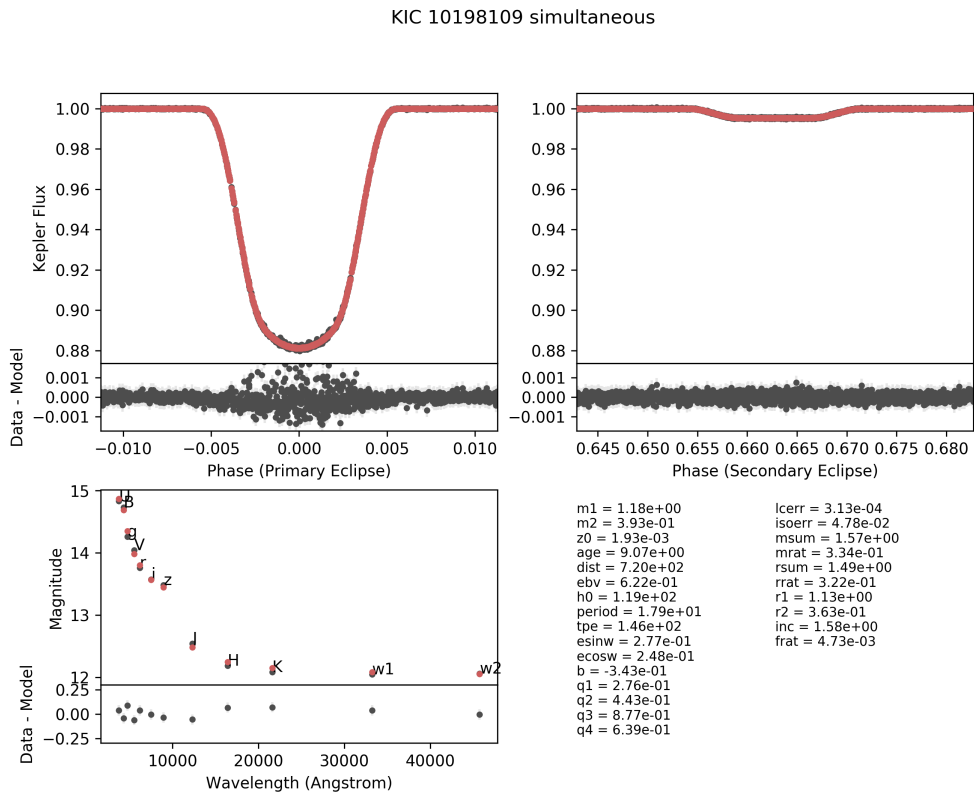 KIC 10198109 simultaneous
1.00
0.98
0.96
0.94
0.92
0.90
0.88
Kepler Flux
0.001
0.000
−0.001
Data - Model
−0.010
−0.005
0.000
0.005
0.010
Phase (Primary Eclipse)
1.00
0.98
0.96
0.94
0.92
0.90
0.88
0.001
0.000
−0.001
0.645
0.650
0.655
0.660
0.665
0.670
0.675
0.680
Phase (Secondary Eclipse)
15
14
13
12
Magnitude
U
B
g
V
r
i
z
J
H
K
w1
w2
0.25
0.00
−0.25
Data - Model
10000
20000
30000
40000
Wavelength (Angstrom)
m1 = 1.18e+00
m2 = 3.93e-01
z0 = 1.93e-03
age = 9.07e+00
dist = 7.20e+02
ebv = 6.22e-01
h0 = 1.19e+02
period = 1.79e+01
tpe = 1.46e+02
esinw = 2.77e-01
ecosw = 2.48e-01
b = -3.43e-01
q1 = 2.76e-01
q2 = 4.43e-01
q3 = 8.77e-01
q4 = 6.39e-01
lcerr = 3.13e-04
isoerr = 4.78e-02
msum = 1.57e+00
mrat = 3.34e-01
rsum = 1.49e+00
rrat = 3.22e-01
r1 = 1.13e+00
r2 = 3.63e-01
inc = 1.58e+00
frat = 4.73e-03